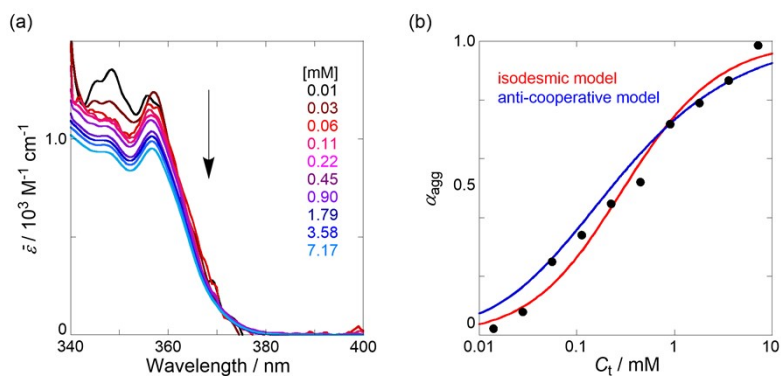 (a)
ε̄ / 10³ M⁻¹ cm⁻¹
1.0
0
340
360
380
400
Wavelength / nm
[mM]
0.01
0.03
0.06
0.11
0.22
0.45
0.90
1.79
3.58
7.17
(b)
α_agg
1.0
0.5
0
0.01
0.1
1
10
C_t / mM
isodesmic model
anti-cooperative model